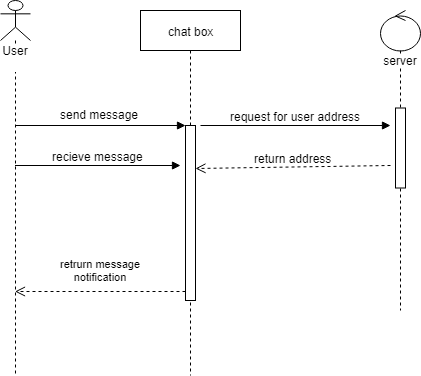 chat box
User
server
send message
request for user address
recieve message
return address
retrurn message
notification